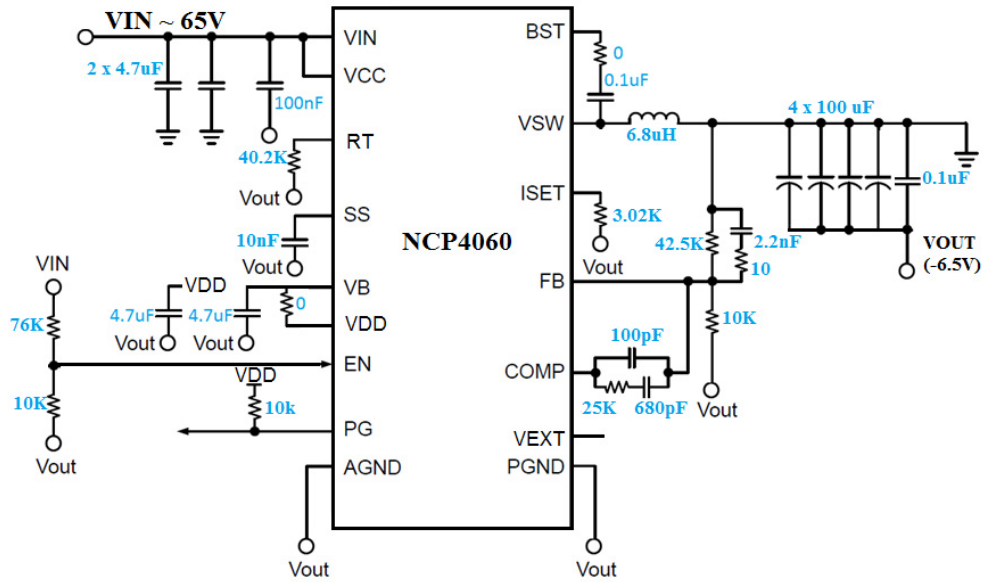 VIN ~ 65V
2 x 4.7uF
100nF
VIN
VCC
RT
40.2K
Vout
SS
10nF
Vout
VIN
VDD
4.7uF
Vout
4.7uF
Vout
VB
0
VDD
76K
EN
10K
Vout
VDD
10k
PG
AGND
Vout
NCP4060
BST
0
0.1uF
VSW
6.8uH
4 x 100 uF
0.1uF
ISET
3.02K
Vout
42.5K
2.2nF
10
VOUT
(-6.5V)
FB
10K
Vout
100pF
COMP
25K
680pF
VEXT
PGND
Vout